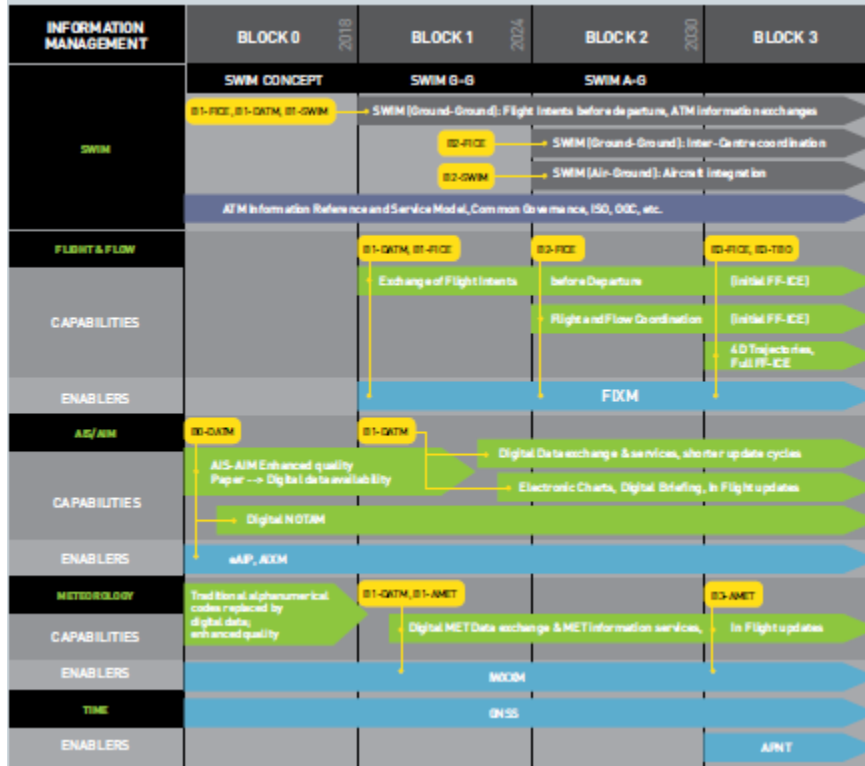 INFORMATION
MANAGEMENT
BLOCK 0
2018
BLOCK 1
2024
BLOCK 2
2030
BLOCK 3
SWIM CONCEPT
SWIM G-G
SWIM A-G
SWIM
B1-FICE, B1-DATM, B1-SWIM
SWIM (Ground-Ground): Flight Intents before departure, ATM information exchanges
B2-FICE
SWIM (Ground-Ground): Inter-Centre coordination
B2-SWIM
SWIM (Air-Ground): Aircraft integration
ATM Information Reference and Service Model, Common Governance, ISO, OGC, etc.
FLIGHT & FLOW
B1-DATM, B1-FICE
B2-FICE
B3-FICE, B3-TBO
CAPABILITIES
Exchange of Flight Intents
before Departure
(initial FF-ICE)
Flight and Flow Coordination
(initial FF-ICE)
4D Trajectories,
Full FF-ICE
ENABLERS
FIXM
AIS/AIM
B0-DATM
B1-DATM
CAPABILITIES
AIS-AIM Enhanced quality
Paper --> Digital data availability
Digital Data exchange & services, shorter update cycles
Electronic Charts, Digital Briefing, In Flight updates
Digital NOTAM
ENABLERS
eAIP, AIXM
METEOROLOGY
CAPABILITIES
Traditional alphanumerical
codes replaced by
digital data;
enhanced quality
B1-DATM, B1-AMET
B3-AMET
Digital MET Data exchange & MET information services,
In Flight updates
ENABLERS
IWXXM
TIME
GNSS
ENABLERS
APNT